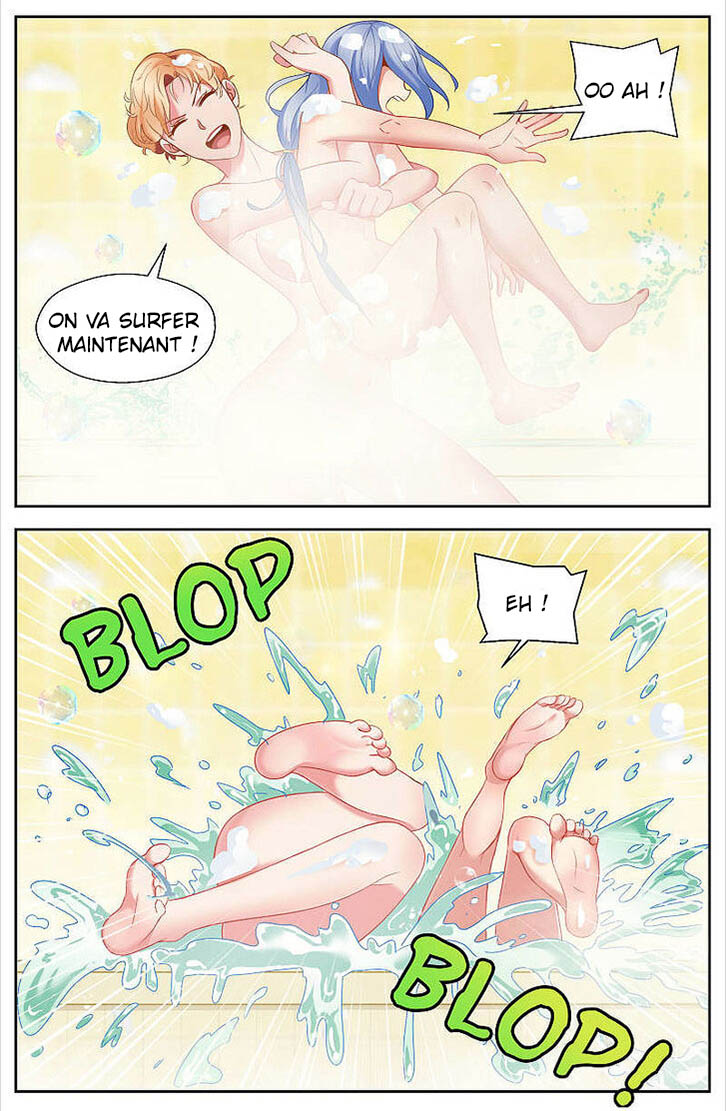 OO AH !
ON VA SURFER
MAINTENANT !
BLOP
EH !
BLOP!